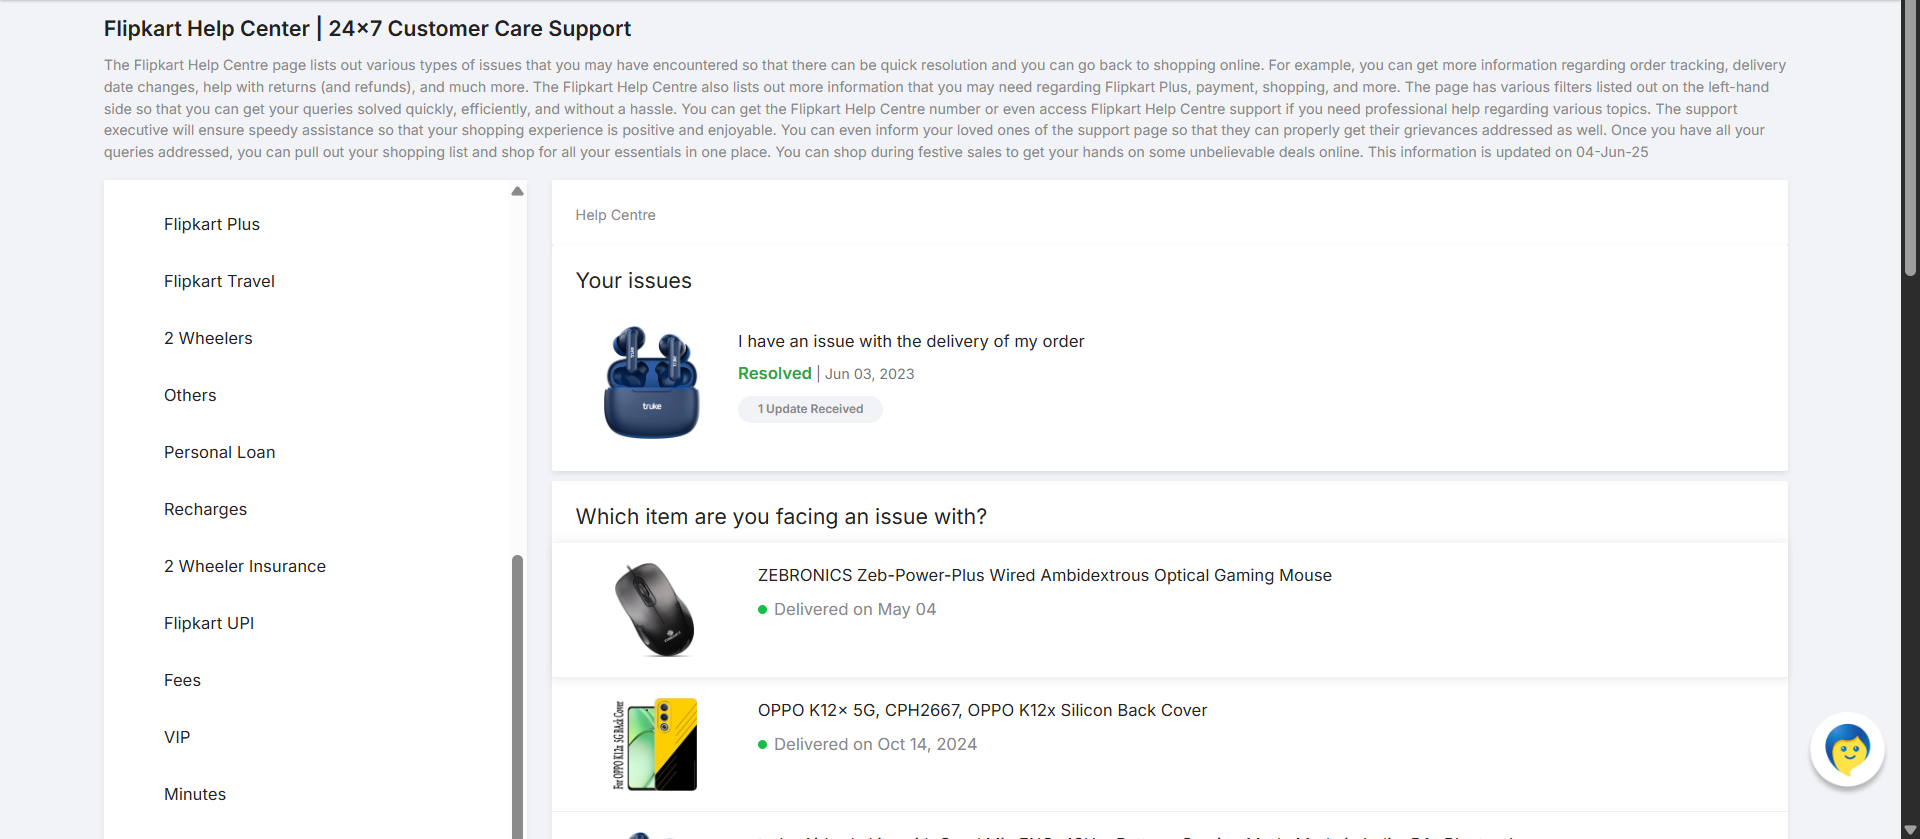 Flipkart Help Center | 24x7 Customer Care Support
The Flipkart Help Centre page lists out various types of issues that you may have encountered so that there can be quick resolution and you can go back to shopping online. For example, you can get more information regarding order tracking, delivery
date changes, help with returns (and refunds), and much more. The Flipkart Help Centre also lists out more information that you may need regarding Flipkart Plus, payment, shopping, and more. The page has various filters listed out on the left-hand
side so that you can get your queries solved quickly, efficiently, and without a hassle. You can get the Flipkart Help Centre number or even access Flipkart Help Centre support if you need professional help regarding various topics. The support
executive will ensure speedy assistance so that your shopping experience is positive and enjoyable. You can even inform your loved ones of the support page so that they can properly get their grievances addressed as well. Once you have all your
queries addressed, you can pull out your shopping list and shop for all your essentials in one place. You can shop during festive sales to get your hands on some unbelievable deals online. This information is updated on 04-Jun-25
Flipkart Plus
Flipkart Travel
2 Wheelers
Others
Personal Loan
Recharges
2 Wheeler Insurance
Flipkart UPI
Fees
VIP
Minutes
Help Centre
Your issues
truke
I have an issue with the delivery of my order
Resolved | Jun 03, 2023
1 Update Received
Which item are you facing an issue with?
ZEBRONICS Zeb-Power-Plus Wired Ambidextrous Optical Gaming Mouse
Delivered on May 04
For OPPO K12x 5G BAck Cover
OPPO K12x 5G, CPH2667, OPPO K12x Silicon Back Cover
Delivered on Oct 14, 2024